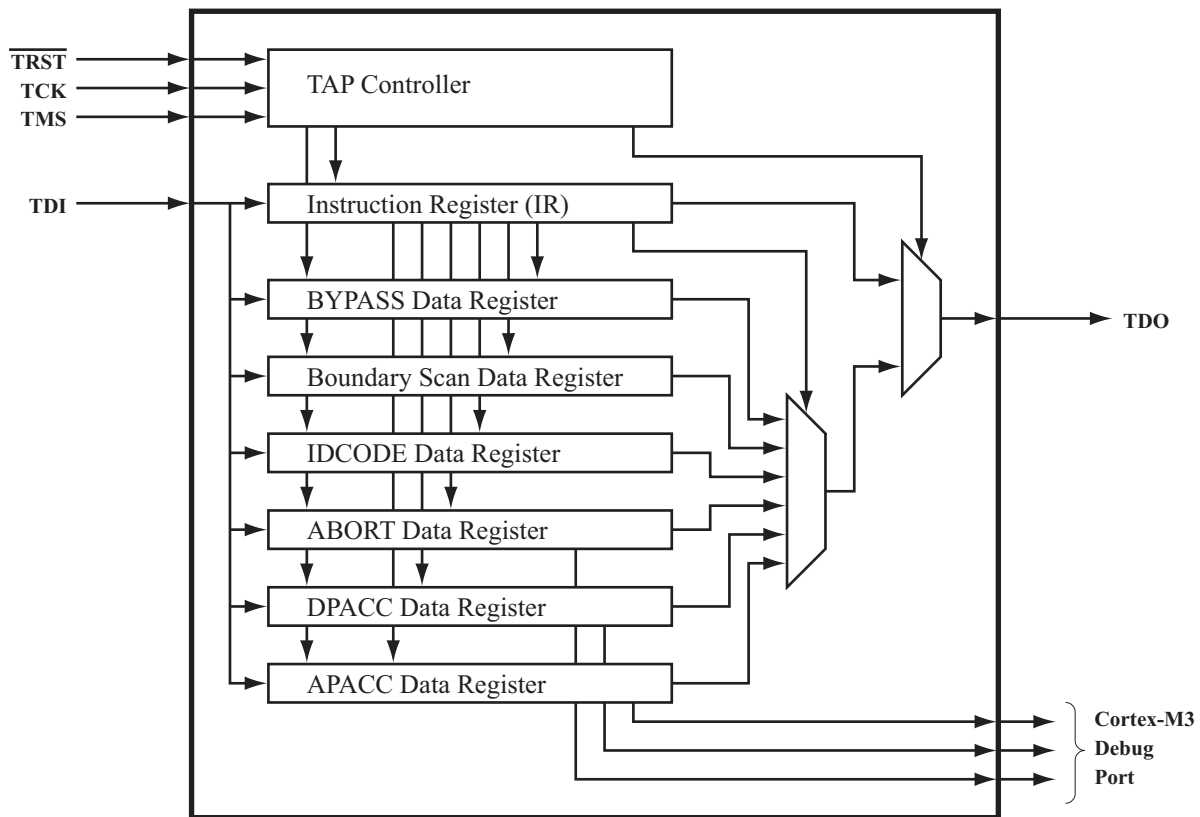 TRST
TCK
TMS
TAP Controller
TDI
Instruction Register (IR)
BYPASS Data Register
Boundary Scan Data Register
IDCODE Data Register
ABORT Data Register
DPACC Data Register
APACC Data Register
TDO
Cortex-M3
Debug
Port